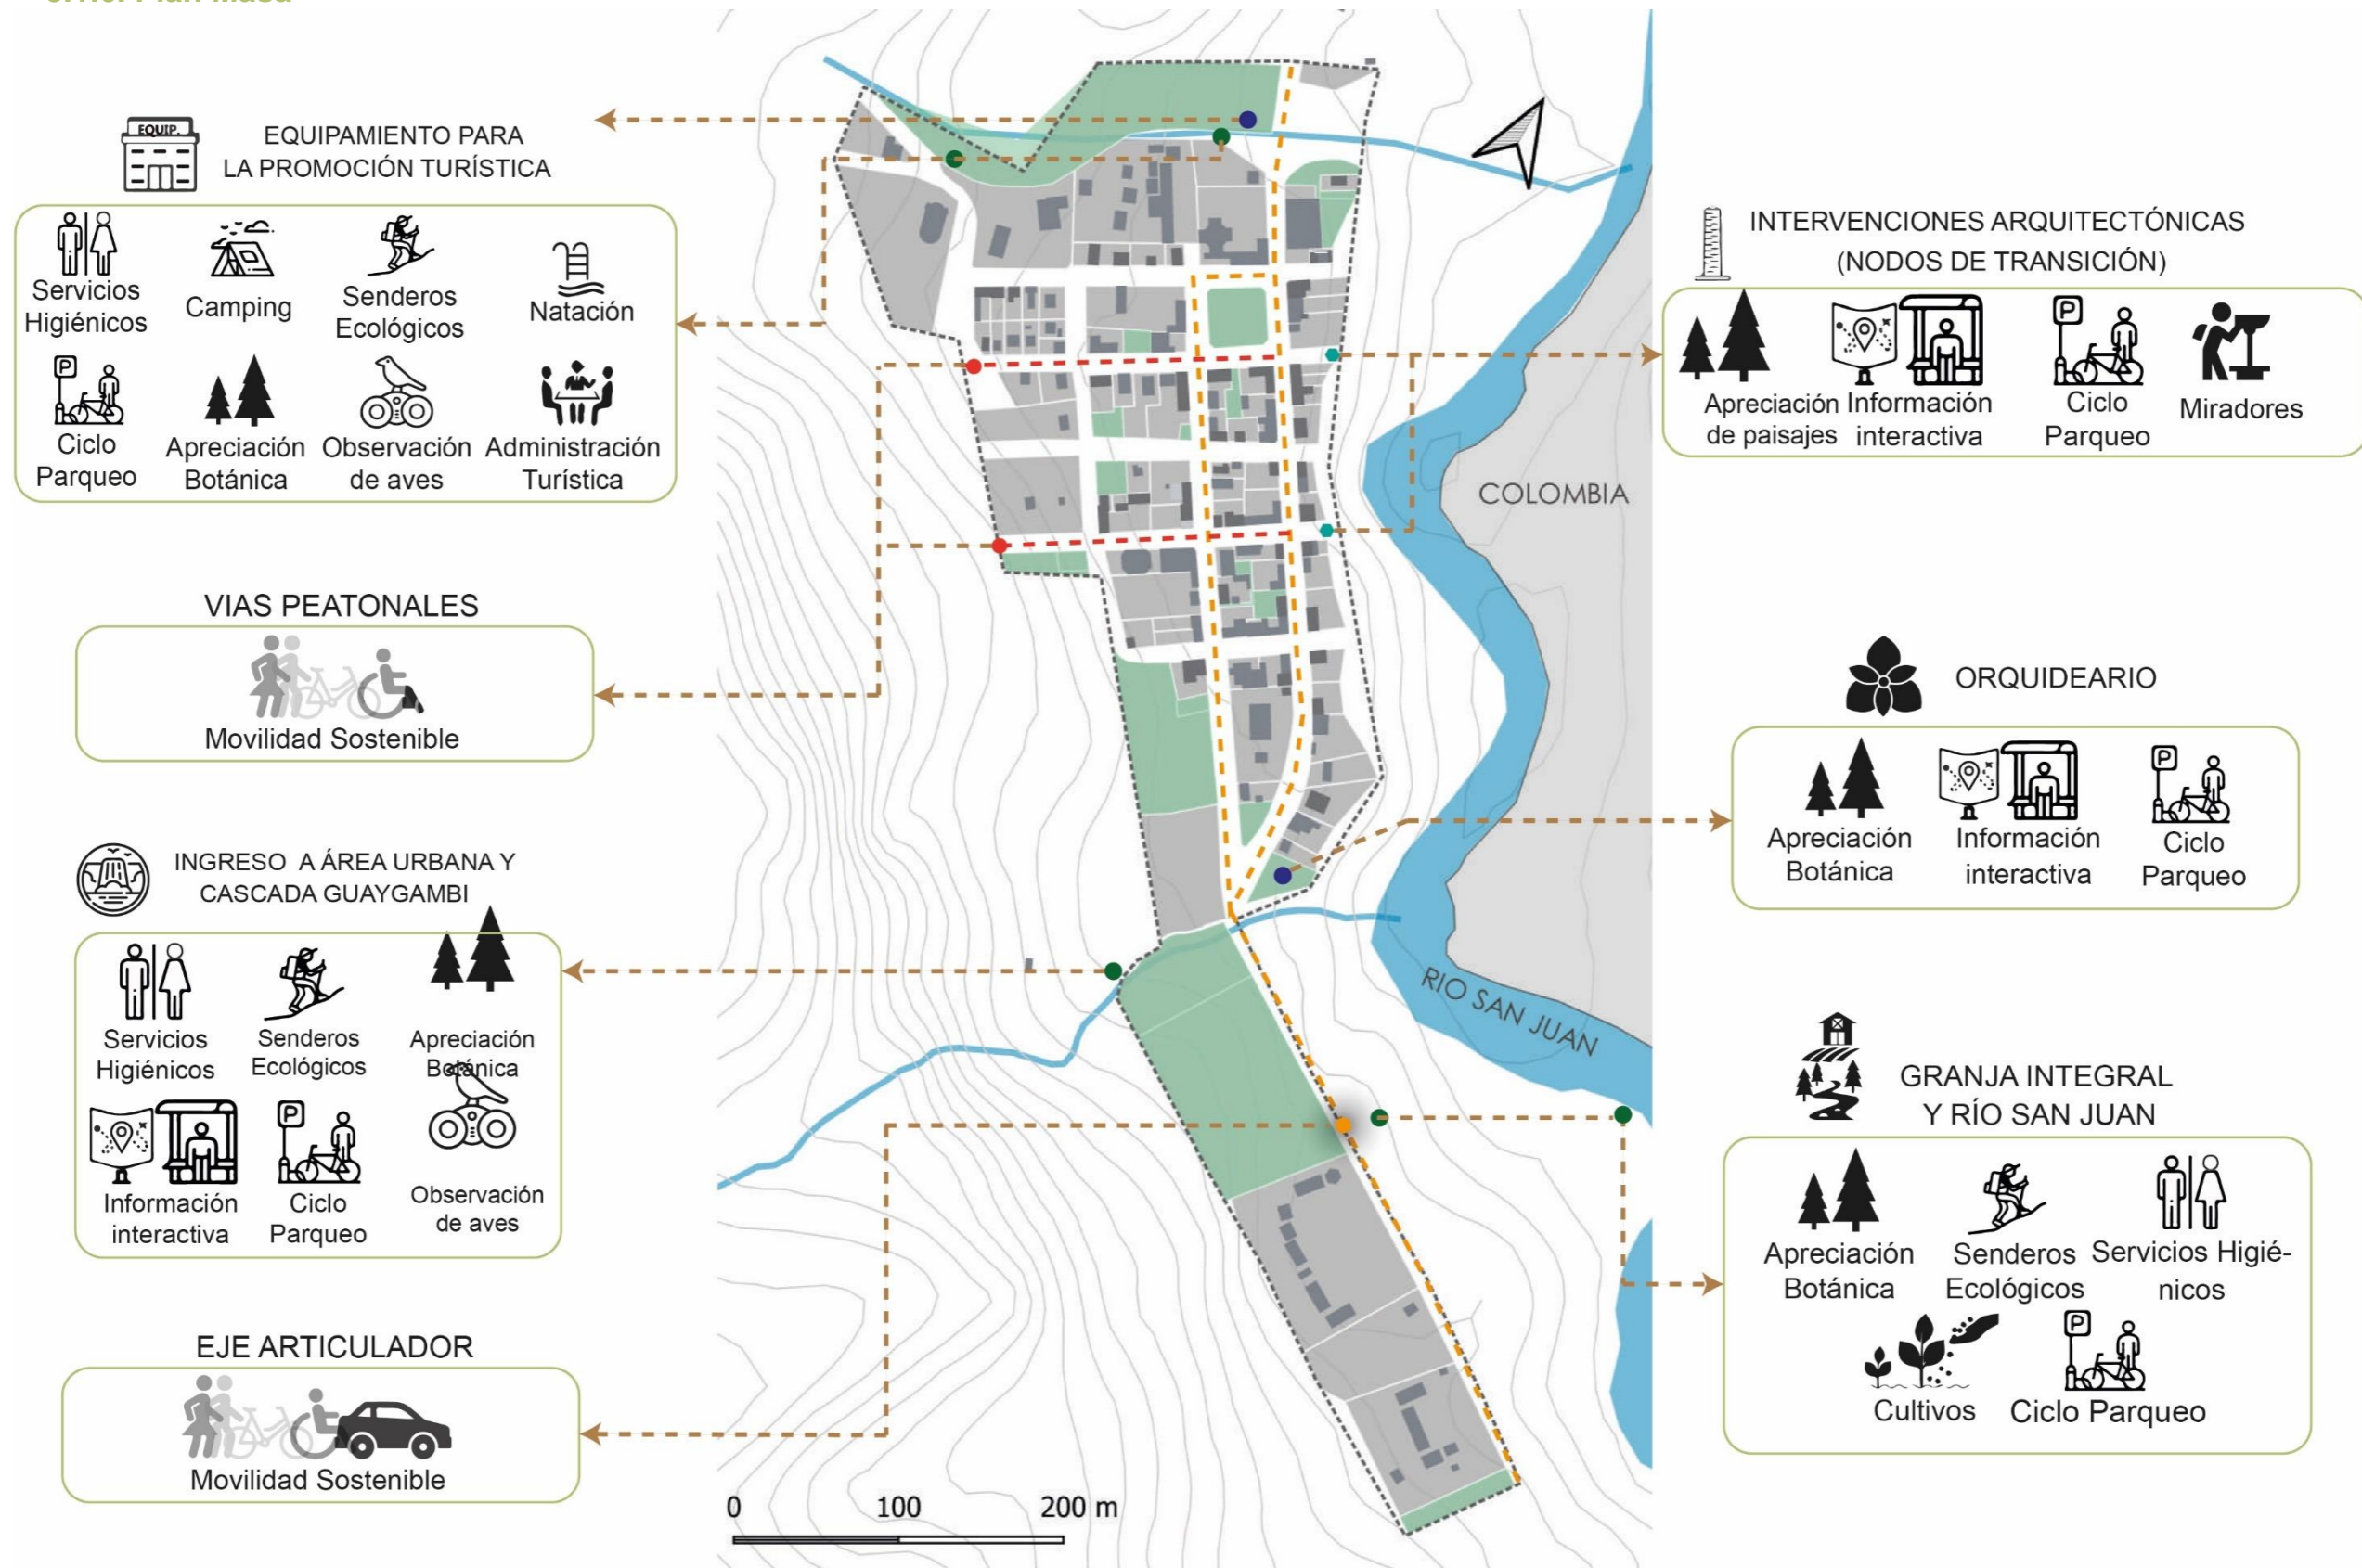 EQUIP.
EQUIPAMIENTO PARA
LA PROMOCIÓN TURÍSTICA
Servicios
Higiénicos
Camping
Senderos
Ecológicos
Natación
P
Ciclo
Parqueo
Apreciación
Botánica
Observación
de aves
Administración
Turística
VIAS PEATONALES
Movilidad Sostenible
INGRESO A ÁREA URBANA Y
CASCADA GUAYGAMBI
Servicios
Higiénicos
Senderos
Ecológicos
Apreciación
Botánica
Información
interactiva
P
Ciclo
Parqueo
Observación
de aves
EJE ARTICULADOR
Movilidad Sostenible
COLOMBIA
RIO SAN JUAN
0 100 200 m
INTERVENCIONES ARQUITECTÓNICAS
(NODOS DE TRANSICIÓN)
Apreciación
de paisajes
Información
interactiva
P
Ciclo
Parqueo
Miradores
ORQUIDEARIO
Apreciación
Botánica
Información
interactiva
P
Ciclo
Parqueo
GRANJA INTEGRAL
Y RÍO SAN JUAN
Apreciación
Botánica
Senderos
Ecológicos
Servicios Higié-
nicos
Cultivos
P
Ciclo Parqueo